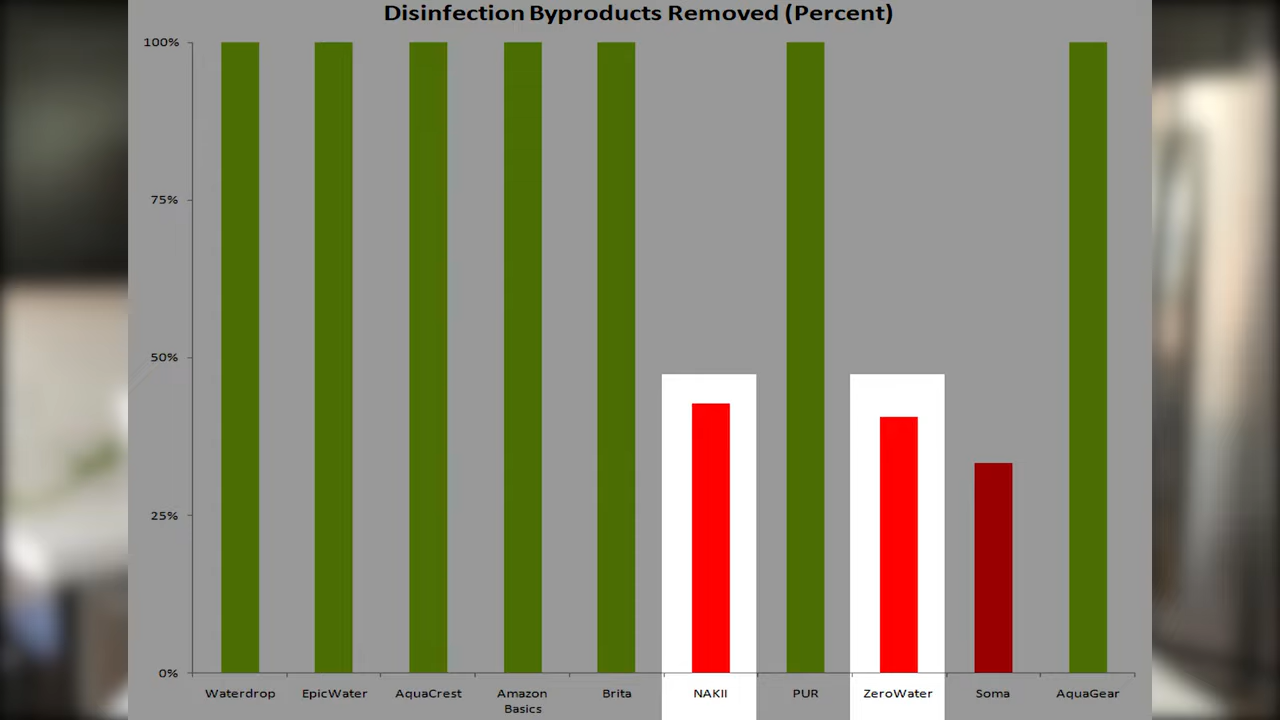 Disinfection Byproducts Removed (Percent)
100%
75%
50%
25%
0%
Waterdrop
EpicWater
AquaCrest
Amazon
Basics
Brita
NAKII
PUR
ZeroWater
Soma
AquaGear